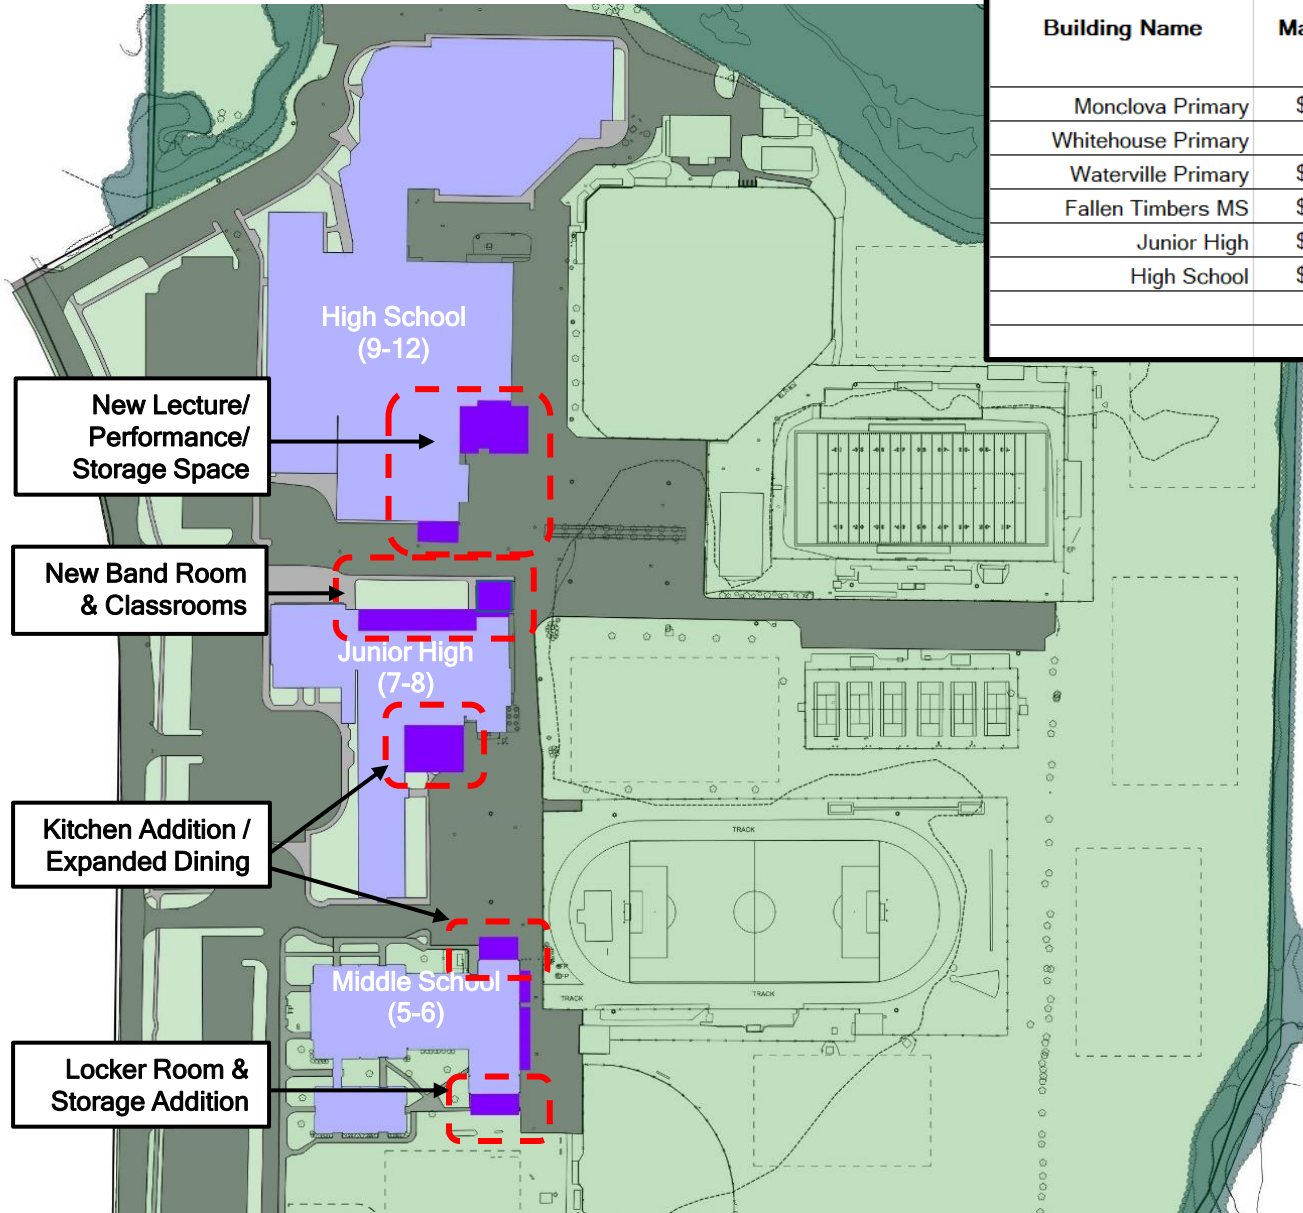 Building Name Ma
Monclova Primary $
Whitehouse Primary
Waterville Primary $
Fallen Timbers MS $
Junior High $
High School $
High School
(9-12)
New Lecture/
Performance/
Storage Space
New Band Room
& Classrooms
Junior High
(7-8)
Kitchen Addition /
Expanded Dining
TRACK
Middle School
(5-6)
TRACK
TRACK
Locker Room &
Storage Addition